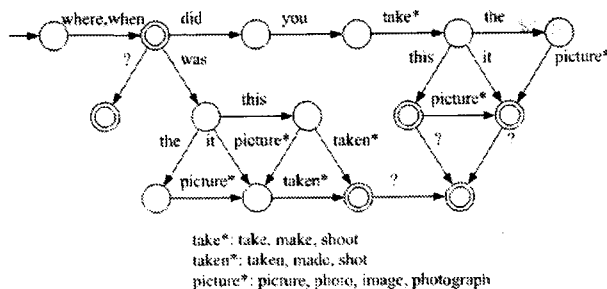 where,when did you take* the
? was this it picture*
this picture*
the it picture* taken* ? ?
picture* taken* ?
take*: take, make, shoot
taken*: taken, made, shot
picture*: picture, photo, image, photograph